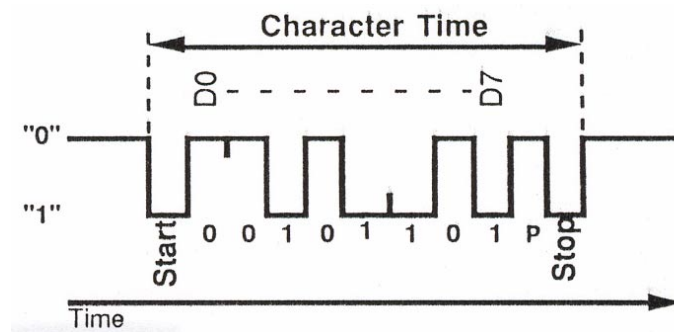 Character Time
D0
D7
"0"
"1"
Start 0 0 1 0 1 1 0 1 P Stop
Time